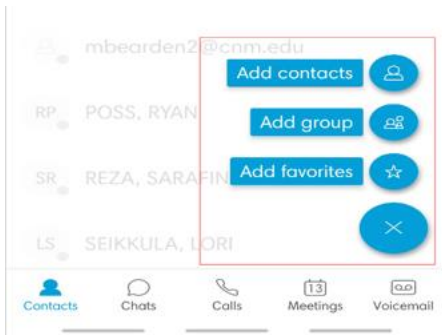 mbearden2@cnm.edu
Add contacts
RP POSS, RYAN
Add group
SR REZA, SARAFIN
Add favorites
LS SEIKKULA, LORI
13
Contacts Chats Calls Meetings Voicemail